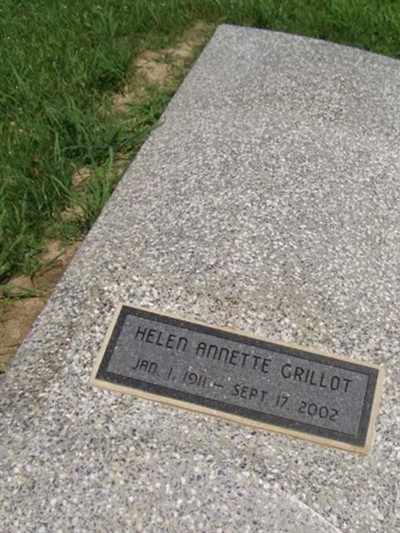 HELEN ANNETTE GRILLOT
JAN. 1, 1911 - SEPT. 17, 2002